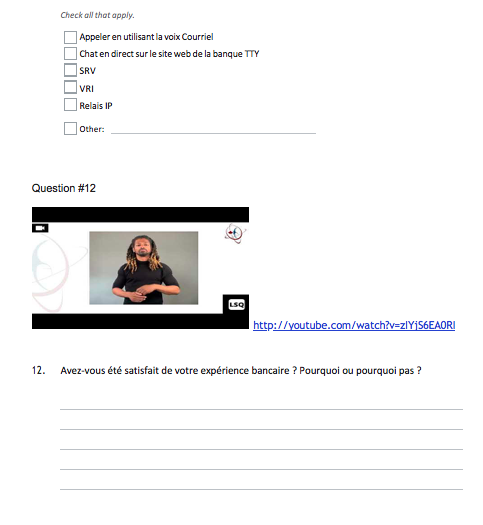 Check all that apply.
Appeler en utilisant la voix Courriel
Chat en direct sur le site web de la banque TTY
SRV
VRI
Relais IP
Other:
Question #12
LSQ
http://youtube.com/watch?v=zIYjS6EA0RI
12. Avez-vous été satisfait de votre expérience bancaire ? Pourquoi ou pourquoi pas ?